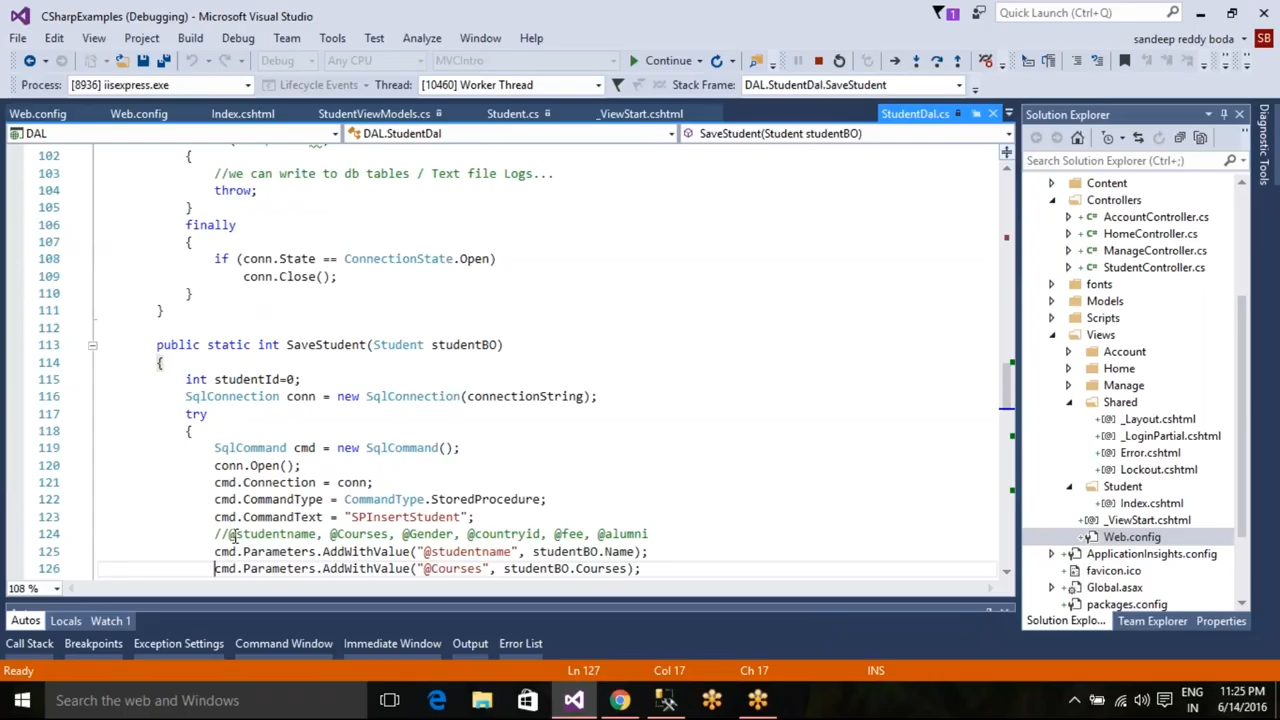 CSharpExamples (Debugging) - Microsoft Visual Studio
1
Quick Launch (Ctrl+Q)
File Edit View Project Build Debug Team Tools Test Analyze Window Help
sandeep reddy boda SB
Debug Any CPU MVCIntro Continue
Process: [8936] iisexpress.exe Lifecycle Events Thread: [10460] Worker Thread Stack Frame: DAL.StudentDal.SaveStudent
Web.config Web.config Index.cshtml StudentViewModels.cs Student.cs _ViewStart.cshtml StudentDal.cs
DAL DAL.StudentDal SaveStudent(Student studentBO)
102 {
103 //we can write to db tables / Text file Logs...
104 throw;
105 }
106 finally
107 {
108 if (conn.State == ConnectionState.Open)
109 conn.Close();
110 }
111 }
112
113 public static int SaveStudent(Student studentBO)
114 {
115 int studentId=0;
116 SqlConnection conn = new SqlConnection(connectionString);
117 try
118 {
119 SqlCommand cmd = new SqlCommand();
120 conn.Open();
121 cmd.Connection = conn;
122 cmd.CommandType = CommandType.StoredProcedure;
123 cmd.CommandText = "SPInsertStudent";
124 //@studentname, @Courses, @Gender, @countryid, @fee, @alumni
125 cmd.Parameters.AddWithValue("@studentname", studentBO.Name);
126 cmd.Parameters.AddWithValue("@Courses", studentBO.Courses);
108 %
Solution Explorer
Search Solution Explorer (Ctrl+;)
Content
Controllers
AccountController.cs
HomeController.cs
ManageController.cs
StudentController.cs
fonts
Models
Scripts
Views
Account
Home
Manage
Shared
_Layout.cshtml
_LoginPartial.cshtml
Error.cshtml
Lockout.cshtml
Student
Index.cshtml
_ViewStart.cshtml
Web.config
ApplicationInsights.config
favicon.ico
Global.asax
packages.config
Solution Explo... Team Explorer Properties
Diagnostic Tools
Autos Locals Watch 1
Call Stack Breakpoints Exception Settings Command Window Immediate Window Output Error List
Ready Ln 127 Col 17 Ch 17 INS
Search the web and Windows
ENG
IN
11:25 PM
6/14/2016